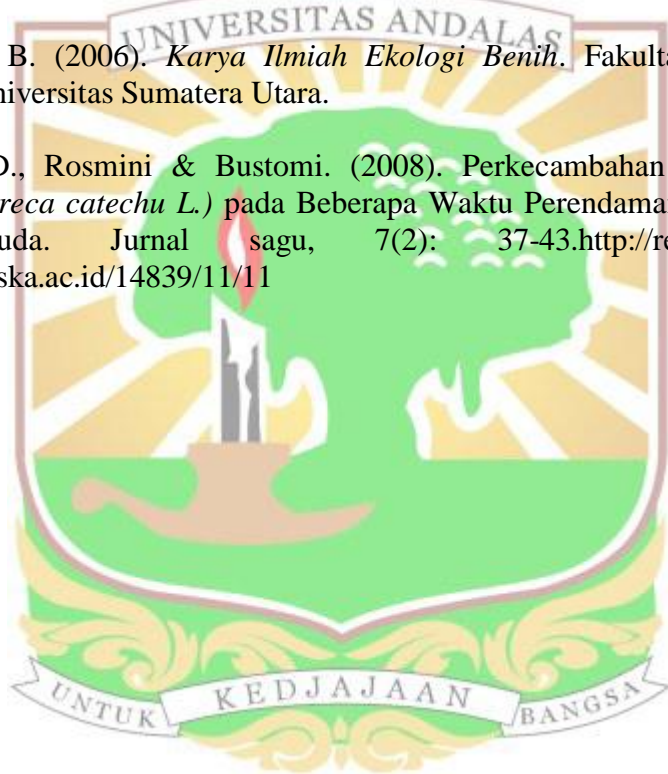 UNIVERSITAS ANDALAS
B. (2006). Karya Ilmiah Ekologi Benih. Fakulta
niversitas Sumatera Utara.
D., Rosmini & Bustomi. (2008). Perkecambahan
reca catechu L.) pada Beberapa Waktu Perendama
uda. Jurnal sagu, 7(2): 37-43.http://re
ska.ac.id/14839/11/11
UNTUK KEDJAJAAN BANGSA